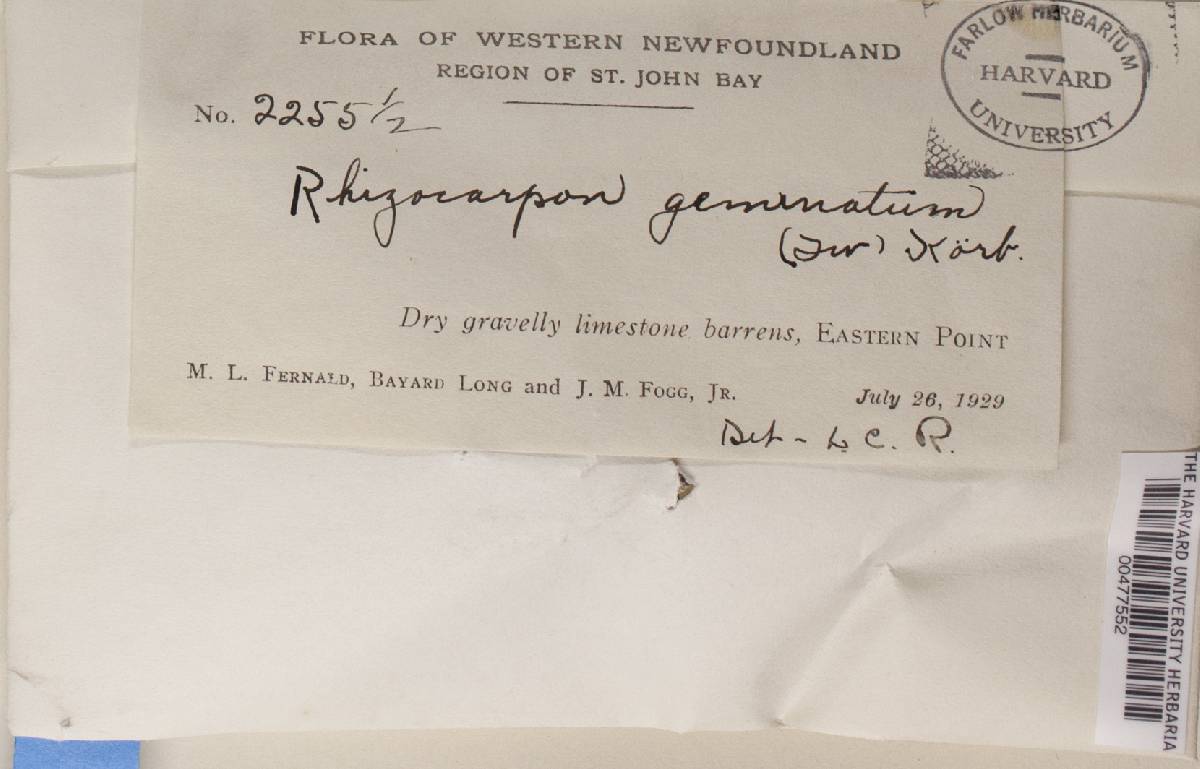 FLORA OF WESTERN NEWFOUNDLAND
REGION OF ST. JOHN BAY
FARLOW HERBARIUM
HARVARD
UNIVERSITY
No. 2255 1/2
Rhizocarpon geminatum
(Fw) Körb.
Dry gravelly limestone barrens, EASTERN POINT
M. L. FERNALD, BAYARD LONG and J. M. FOGG, JR. July 26, 1929
Det - L. C. R.
THE HARVARD UNIVERSITY HERBARIA
00477552